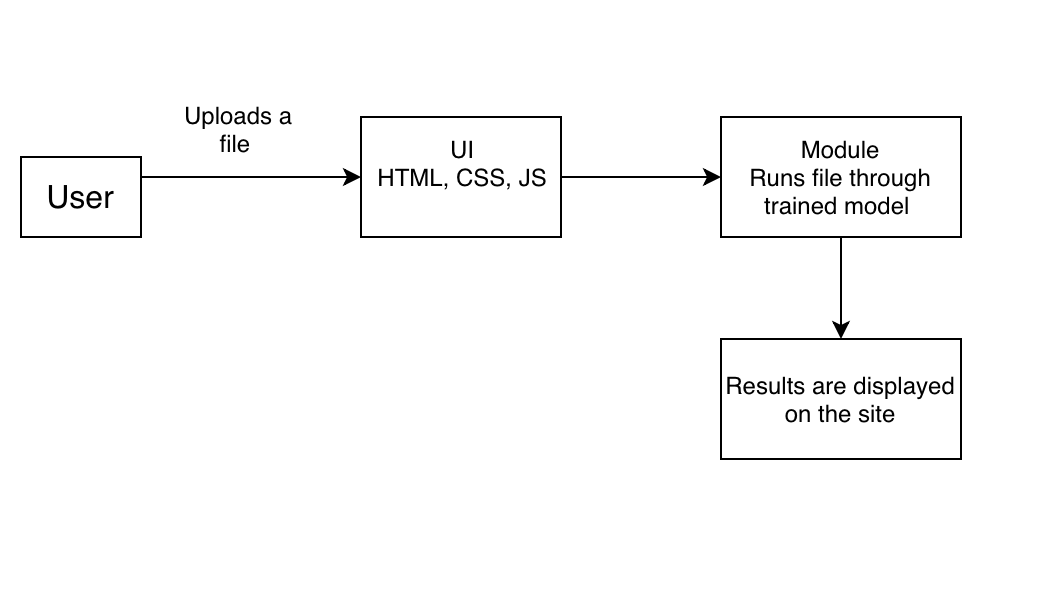 Uploads a
file
User
UI
HTML, CSS, JS
Module
Runs file through
trained model
Results are displayed
on the site